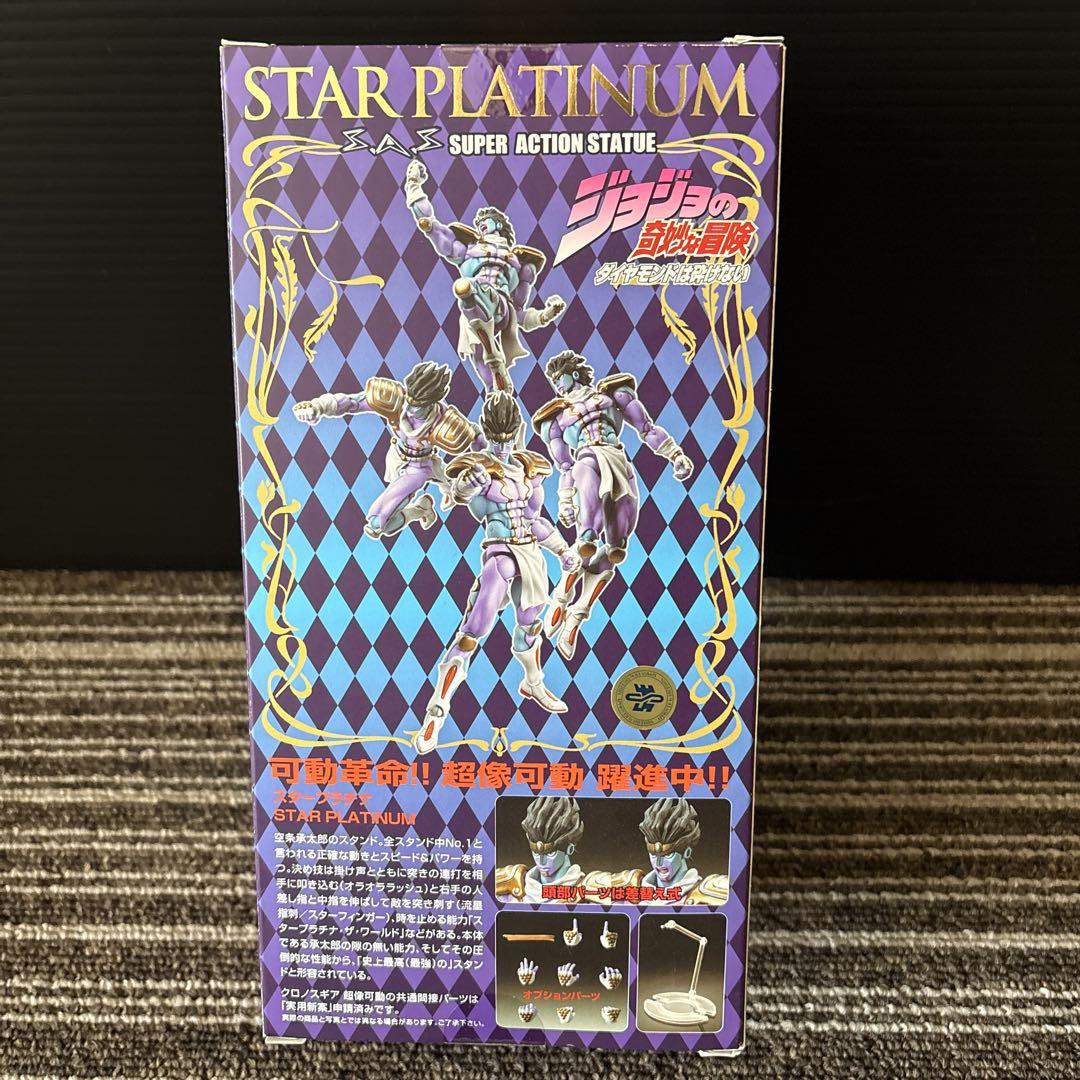 STAR PLATINUM
S.A.S SUPER ACTION STATUE
ジョジョの
奇妙な冒険
ダイヤモンドは砕けない
可動革命!! 超像可動 躍進中!!
スタープラチナ
STAR PLATINUM
空条承太郎のスタンド。全スタンド中No.1と
言われる正確な動きとスピード&パワーを持
つ。決め技は掛け声とともに突きの連打を相
手に叩き込む(オラオララッシュ)と右手の人
差し指と中指を伸ばして敵を突き刺す(流星
指刺/スターフィンガー)、時を止める能力「ス
タープラチナ・ザ・ワールド」などがある。本体
である承太郎の隙の無い能力、そしてその圧
倒的な性能から、「史上最高(最強)の」スタン
ドと形容されている。
クロノスギア 超像可動の共通関接パーツは
「実用新案」申請済みです。
実際の商品と写真とでは異なる場合があります。ご了承下さい。
頭部パーツは差替え式
オプションパーツ